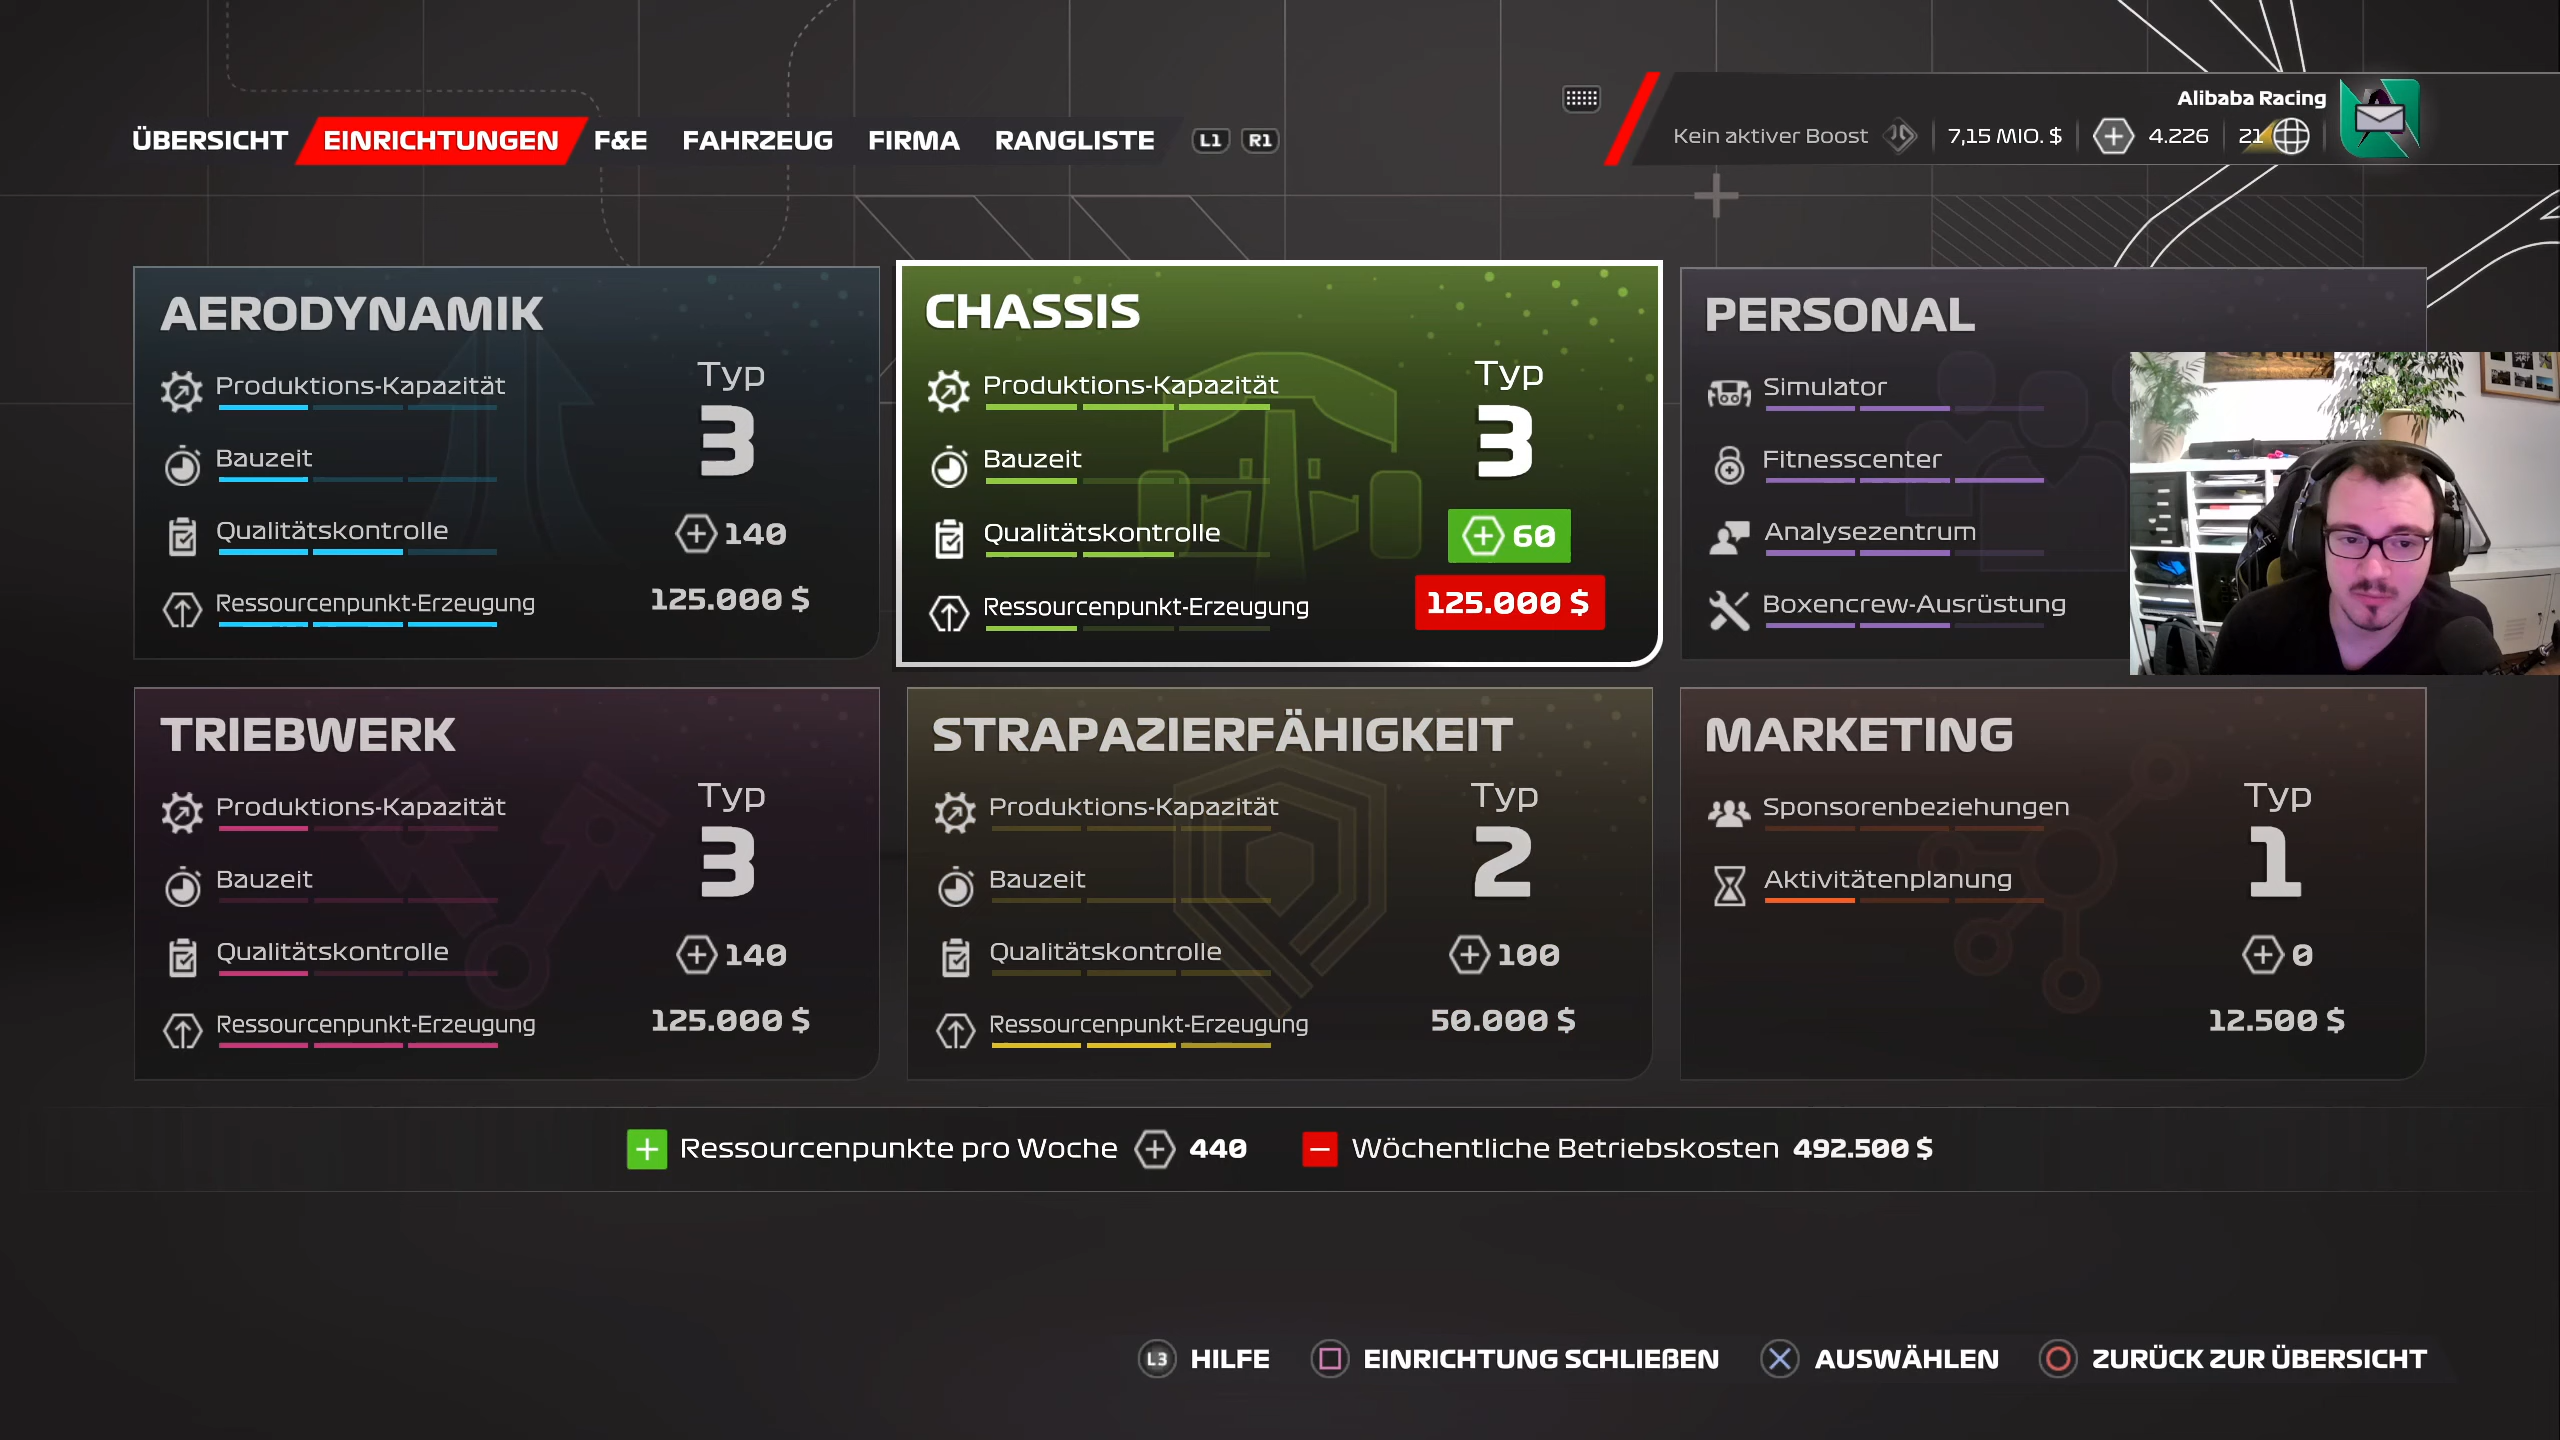 ÜBERSICHT EINRICHTUNGEN F&E FAHRZEUG FIRMA RANGLISTE L1 R1
Alibaba Racing
Kein aktiver Boost 7,15 MIO. $ 4.226 21
AERODYNAMIK
Produktions-Kapazität
Bauzeit
Qualitätskontrolle
Ressourcenpunkt-Erzeugung
Typ
3
140
125.000 $
CHASSIS
Produktions-Kapazität
Bauzeit
Qualitätskontrolle
Ressourcenpunkt-Erzeugung
Typ
3
60
125.000 $
PERSONAL
Simulator
Fitnesscenter
Analysezentrum
Boxencrew-Ausrüstung
TRIEBWERK
Produktions-Kapazität
Bauzeit
Qualitätskontrolle
Ressourcenpunkt-Erzeugung
Typ
3
140
125.000 $
STRAPAZIERFÄHIGKEIT
Produktions-Kapazität
Bauzeit
Qualitätskontrolle
Ressourcenpunkt-Erzeugung
Typ
2
100
50.000 $
MARKETING
Sponsorenbeziehungen
Aktivitätenplanung
Typ
1
0
12.500 $
Ressourcenpunkte pro Woche 440 Wöchentliche Betriebskosten 492.500 $
L3 HILFE EINRICHTUNG SCHLIEẞEN AUSWÄHLEN ZURÜCK ZUR ÜBERSICHT